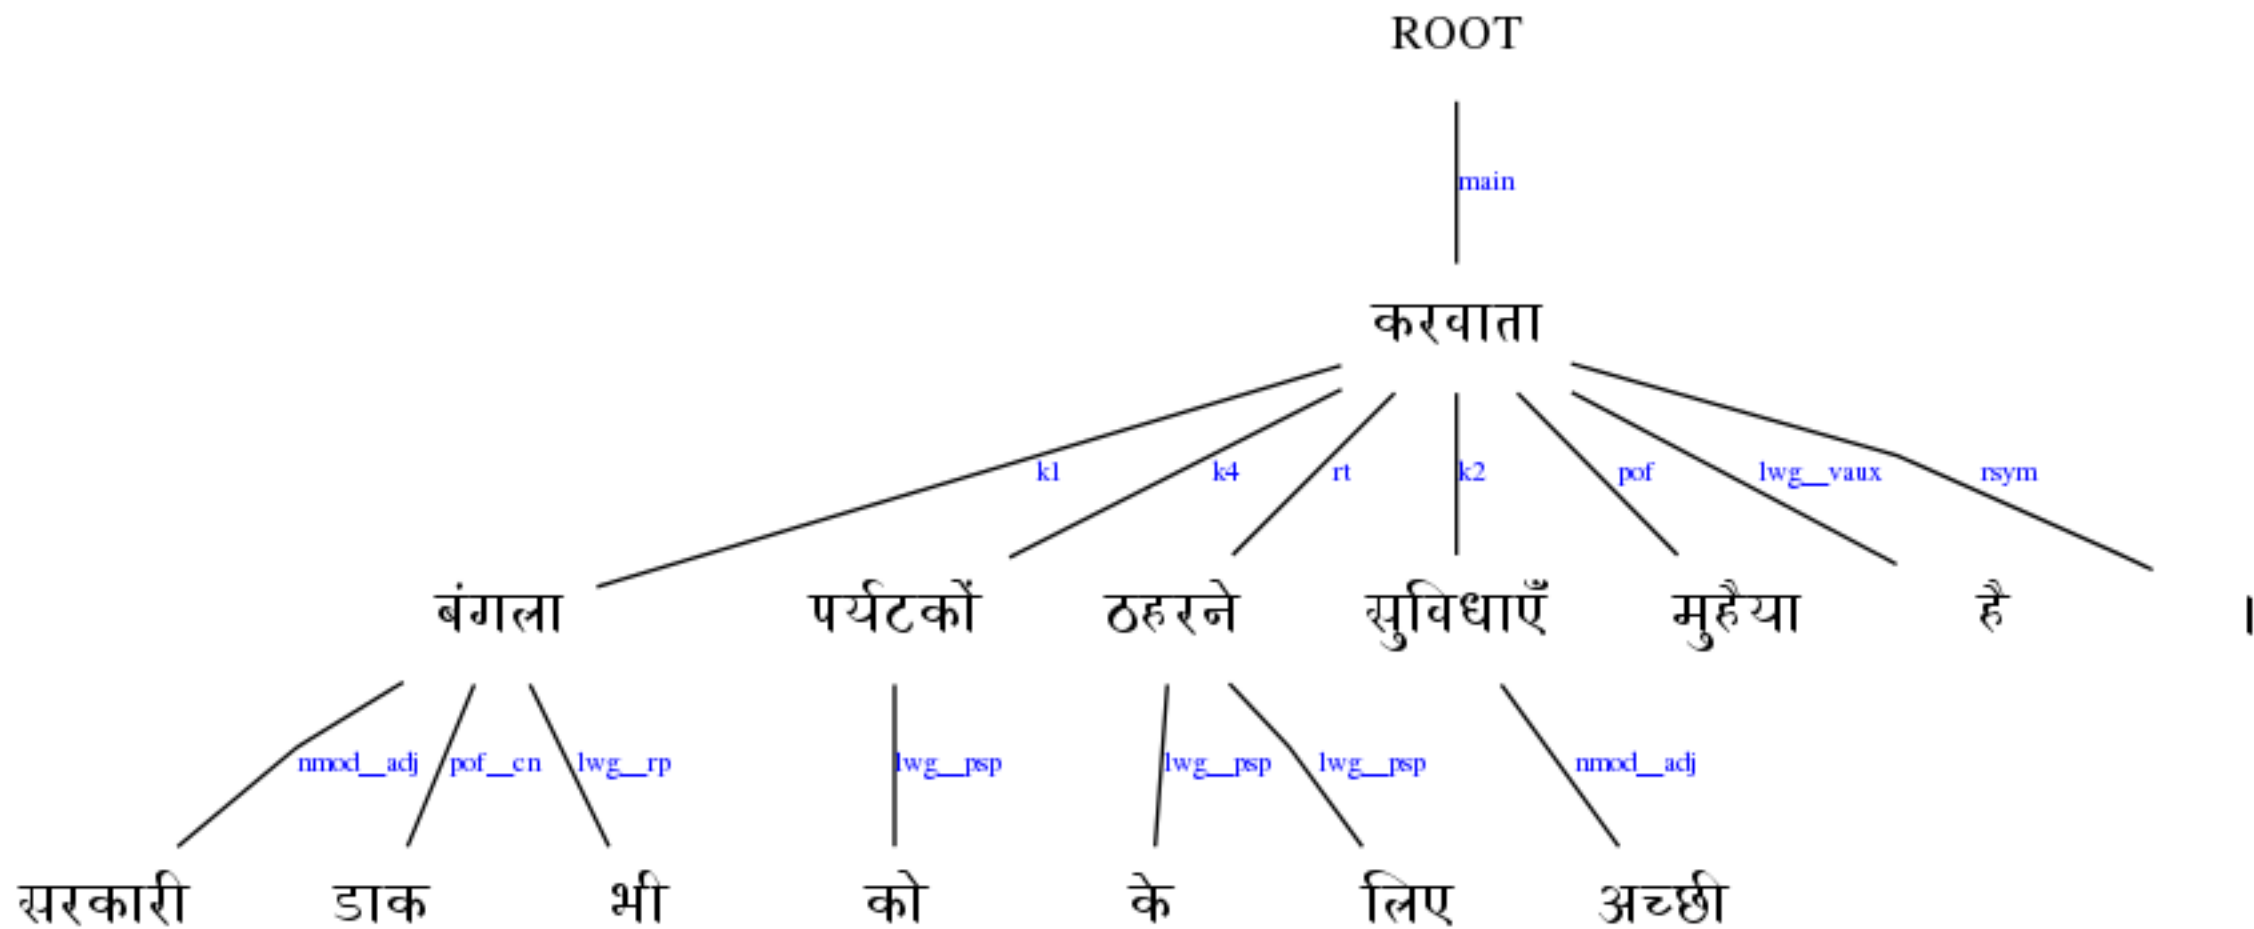 ROOT
main
करवाता
k1 k4 rt k2 pof lwg__vaux rsym
बंगला पर्यटकों ठहरने सुविधाएँ मुहैया है ।
nmod__adj pof__cn lwg__rp lwg__psp lwg__psp lwg__psp nmod__adj
सरकारी डाक भी को के लिए अच्छी